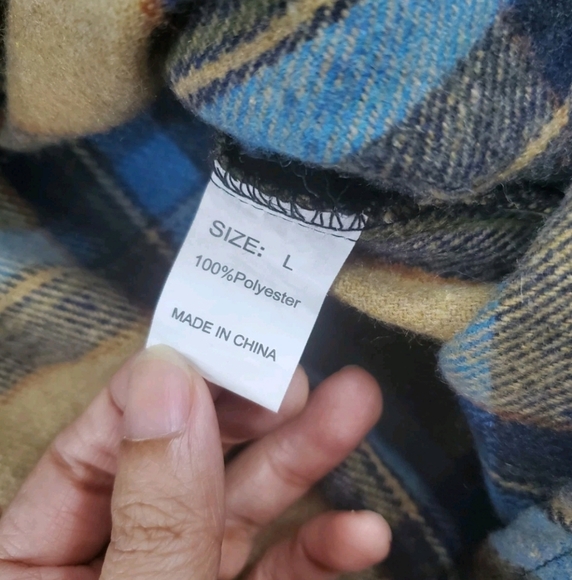 SIZE: L
100%Polyester
MADE IN CHINA